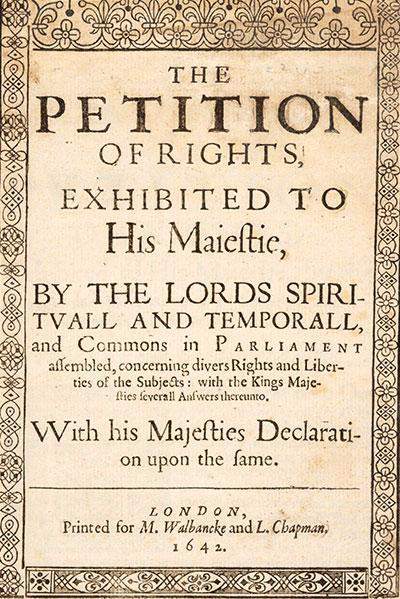 THE
PETITION
OF RIGHTS,
EXHIBITED TO
His Maieſtie,
BY THE LORDS SPIRI-
TVALL AND TEMPORALL,
and Commons in PARLIAMENT
aſſembled, concerning divers Rights and Liber-
ties of the Subjects: with the Kings Maje-
ſties ſeverall Anſwers thereunto.
With his Majeſties Declarati-
on upon the ſame.
LONDON,
Printed for M. Walbancke and L. Chapman,
1642.